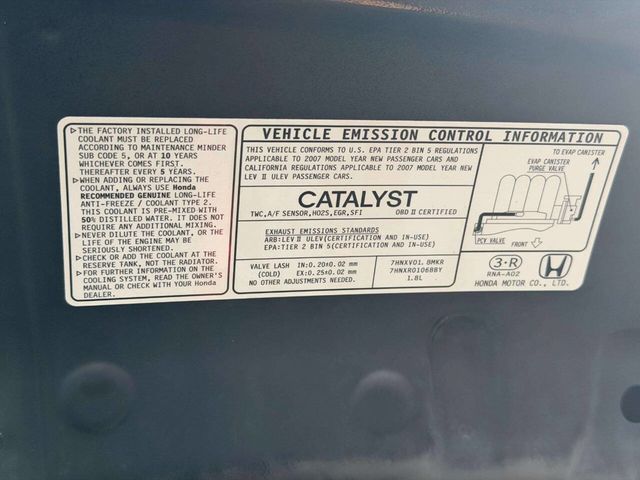 ▷THE FACTORY INSTALLED LONG-LIFE
COOLANT MUST BE REPLACED
ACCORDING TO MAINTENANCE MINDER
SUB CODE 5, OR AT 10 YEARS
WHICHEVER COMES FIRST.
THEREAFTER EVERY 5 YEARS.
▷WHEN ADDING OR REPLACING THE
COOLANT, ALWAYS USE Honda
RECOMMENDED GENUINE LONG-LIFE
ANTI-FREEZE / COOLANT TYPE 2.
THIS COOLANT IS PRE-MIXED WITH
50% DISTILLED WATER. IT DOES NOT
REQUIRE ANY ADDITIONAL MIXING.
▷NEVER DILUTE THE COOLANT, OR THE
LIFE OF THE ENGINE MAY BE
SERIOUSLY SHORTENED.
▷CHECK OR ADD THE COOLANT AT THE
RESERVE TANK, NOT THE RADIATOR.
▷FOR FURTHER INFORMATION ON THE
COOLING SYSTEM, READ THE OWNER'S
MANUAL OR CHECK WITH YOUR Honda
DEALER.
VEHICLE EMISSION CONTROL INFORMATION
THIS VEHICLE CONFORMS TO U.S. EPA TIER 2 BIN 5 REGULATIONS
APPLICABLE TO 2007 MODEL YEAR NEW PASSENGER CARS AND
CALIFORNIA REGULATIONS APPLICABLE TO 2007 MODEL YEAR NEW
LEV II ULEV PASSENGER CARS.
CATALYST
TWC,A/F SENSOR,HO2S,EGR,SFI OBD II CERTIFIED
EXHAUST EMISSIONS STANDARDS
ARB:LEV II ULEV(CERTIFICATION AND IN-USE)
EPA:TIER 2 BIN 5(CERTIFICATION AND IN-USE)
VALVE LASH IN:0.20±0.02 mm
(COLD) EX:0.25±0.02 mm
NO OTHER ADJUSTMENTS NEEDED.
7HNXV01.8MKR
7HNXR0106BBY
1.8L
TO EVAP CANISTER
EVAP CANISTER
PURGE VALVE
PCV VALVE FRONT
3·R
RNA-A02
HONDA MOTOR CO., LTD.